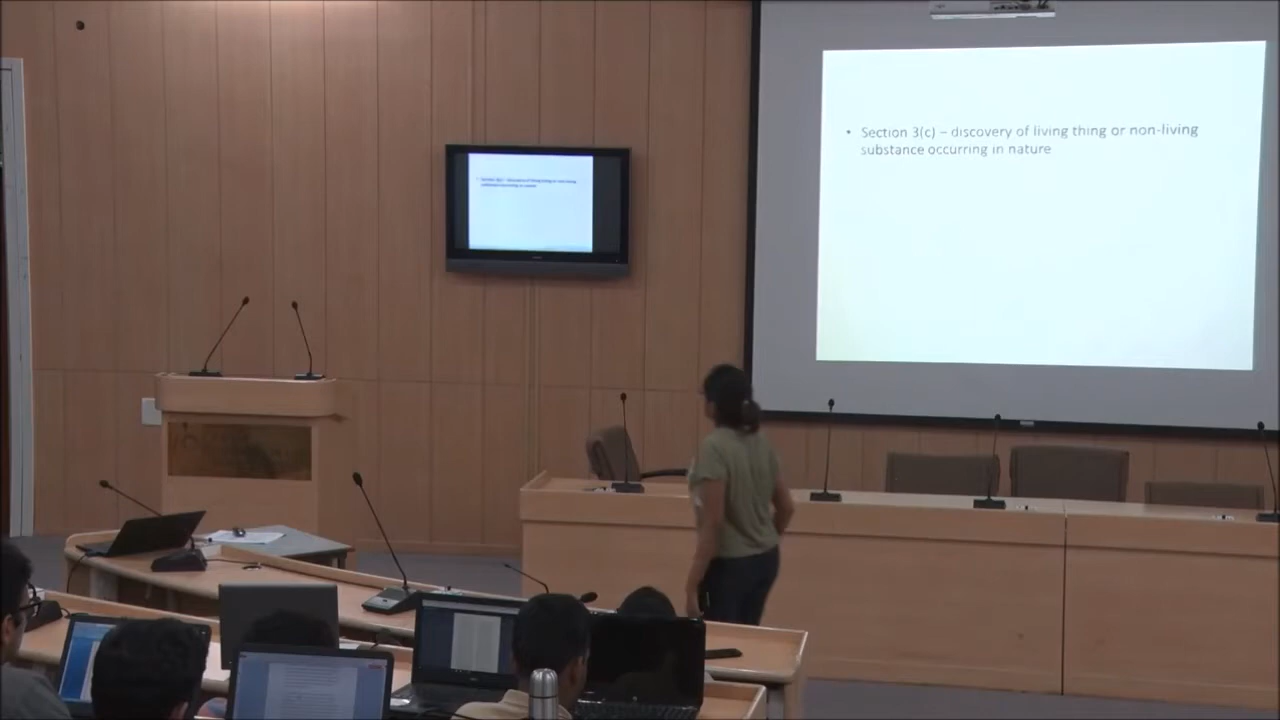 • Section 3(c) – discovery of living thing or non-living
substance occurring in nature